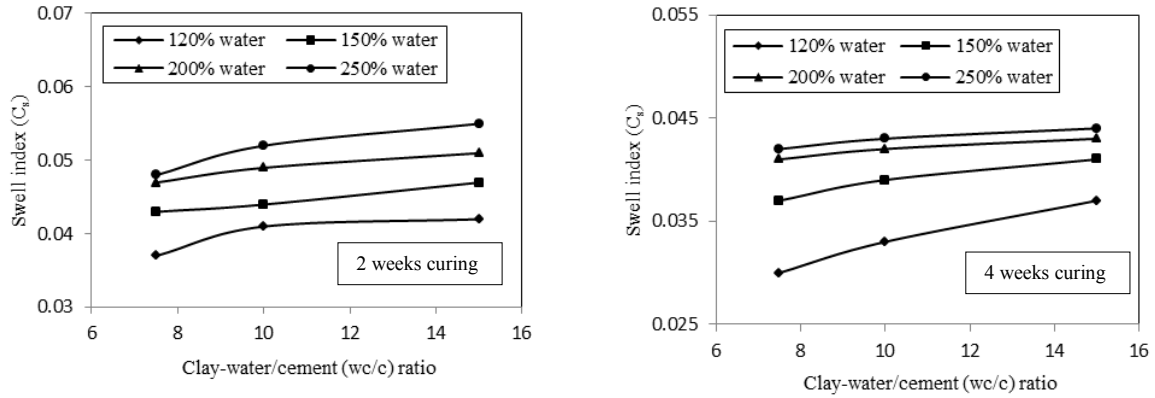 0.07
0.06
0.05
0.04
0.03
Swell index (Cs)
120% water
150% water
200% water
250% water
2 weeks curing
6 8 10 12 14 16
Clay-water/cement (wc/c) ratio
0.055
0.045
0.035
0.025
Swell index (Cs)
120% water
150% water
200% water
250% water
4 weeks curing
6 8 10 12 14 16
Clay-water/cement (wc/c) ratio